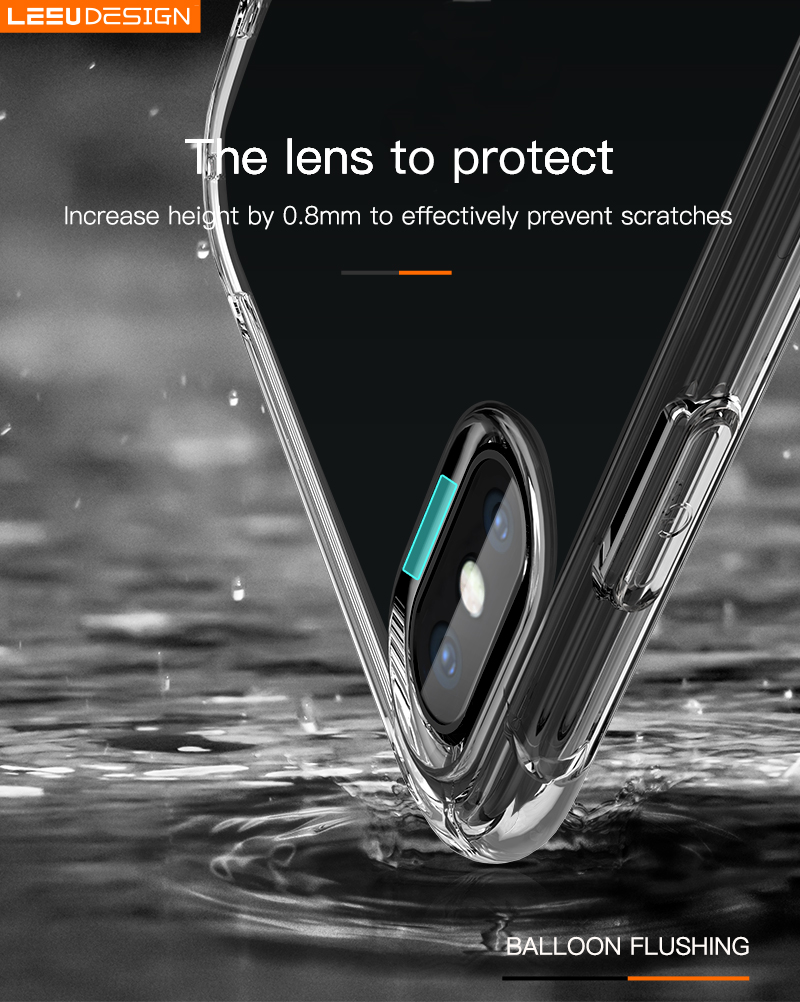 LEEUDESIGN
The lens to protect
Increase height by 0.8mm to effectively prevent scratches
BALLOON FLUSHING